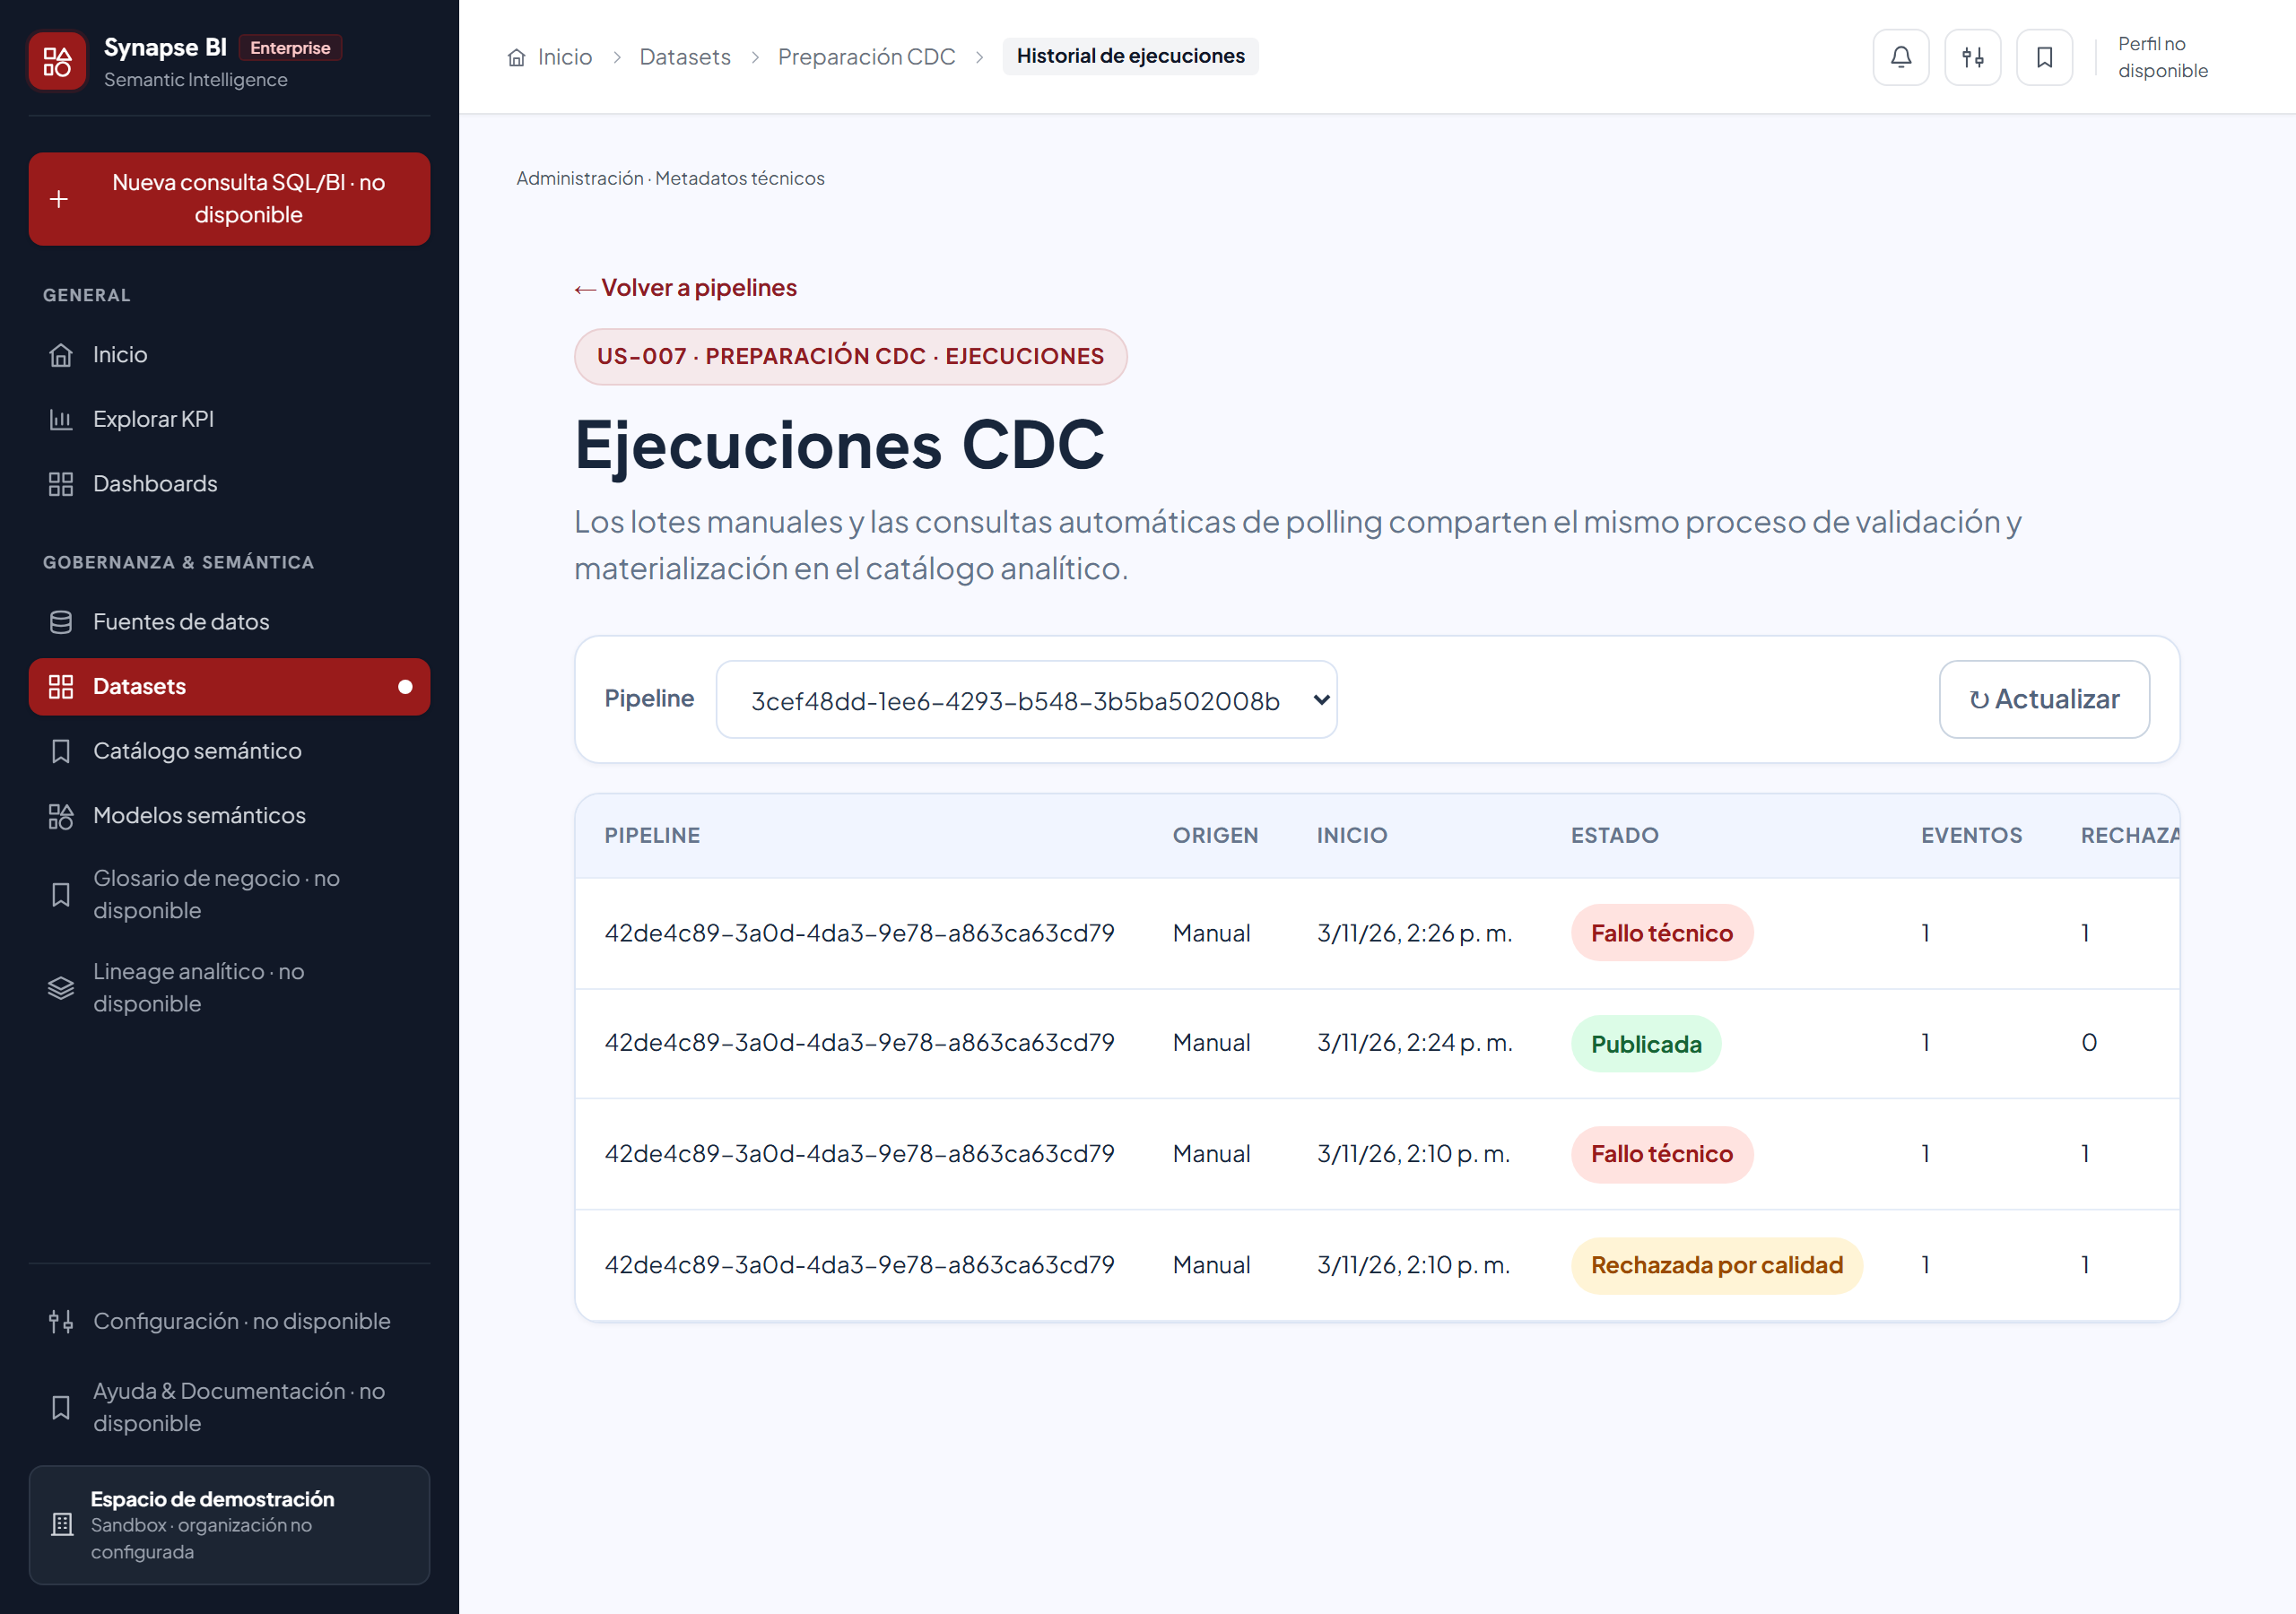 Synapse BI Enterprise
Semantic Intelligence
+ Nueva consulta SQL/BI · no
disponible
GENERAL
Inicio
Explorar KPI
Dashboards
GOBERNANZA & SEMÁNTICA
Fuentes de datos
Datasets
Catálogo semántico
Modelos semánticos
Glosario de negocio · no
disponible
Lineage analítico · no
disponible
Configuración · no disponible
Ayuda & Documentación · no
disponible
Espacio de demostración
Sandbox · organización no
configurada
Inicio > Datasets > Preparación CDC > Historial de ejecuciones
Perfil no
disponible
Administración · Metadatos técnicos
← Volver a pipelines
US-007 · PREPARACIÓN CDC · EJECUCIONES
Ejecuciones CDC
Los lotes manuales y las consultas automáticas de polling comparten el mismo proceso de validación y
materialización en el catálogo analítico.
Pipeline 3cef48dd-1ee6-4293-b548-3b5ba502008b ↻ Actualizar
PIPELINE ORIGEN INICIO ESTADO EVENTOS RECHAZA
42de4c89-3a0d-4da3-9e78-a863ca63cd79 Manual 3/11/26, 2:26 p. m. Fallo técnico 1 1
42de4c89-3a0d-4da3-9e78-a863ca63cd79 Manual 3/11/26, 2:24 p. m. Publicada 1 0
42de4c89-3a0d-4da3-9e78-a863ca63cd79 Manual 3/11/26, 2:10 p. m. Fallo técnico 1 1
42de4c89-3a0d-4da3-9e78-a863ca63cd79 Manual 3/11/26, 2:10 p. m. Rechazada por calidad 1 1